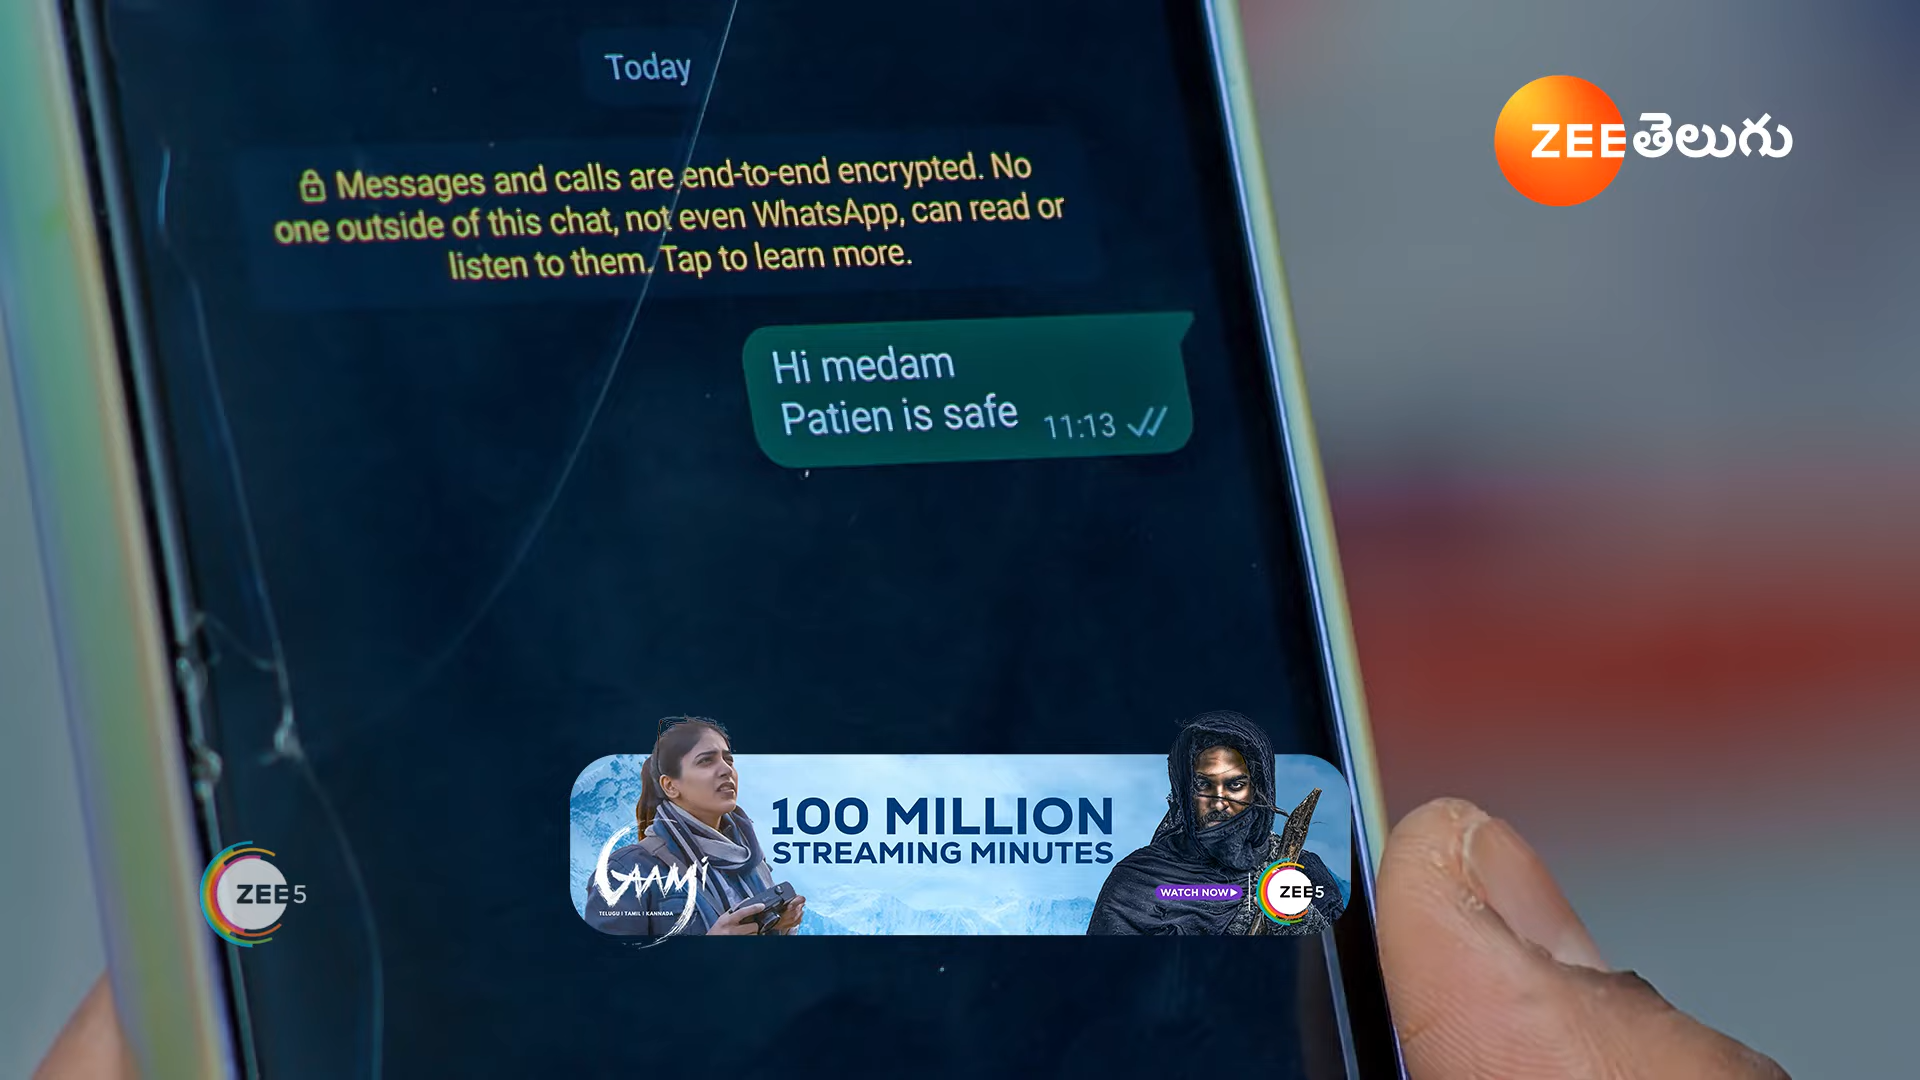 Today
Messages and calls are end-to-end encrypted. No
one outside of this chat, not even WhatsApp, can read or
listen to them. Tap to learn more.
Hi medam
Patien is safe
11:13
ZEE తెలుగు
100 MILLION
STREAMING MINUTES
GAAMI
TELUGU | TAMIL | KANNADA
WATCH NOW
ZEE5
ZEE5